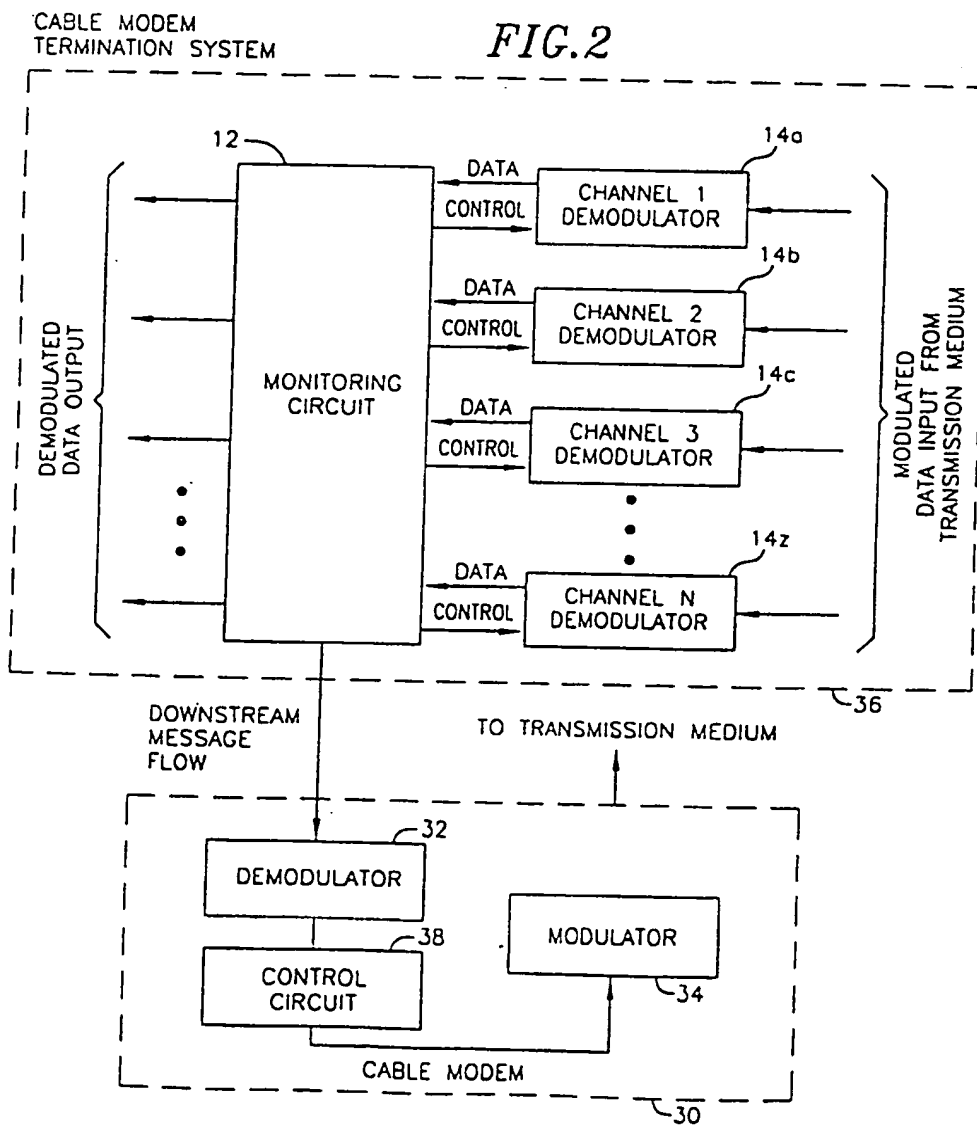 CABLE MODEM
TERMINATION SYSTEM
FIG.2
12
14a
DATA
CONTROL
CHANNEL 1
DEMODULATOR
14b
DATA
CONTROL
CHANNEL 2
DEMODULATOR
14c
DATA
CONTROL
CHANNEL 3
DEMODULATOR
14z
DATA
CONTROL
CHANNEL N
DEMODULATOR
MONITORING
CIRCUIT
DEMODULATED
DATA OUTPUT
MODULATED
DATA INPUT FROM
TRANSMISSION MEDIUM
36
DOWNSTREAM
MESSAGE
FLOW
TO TRANSMISSION MEDIUM
32
DEMODULATOR
38
CONTROL
CIRCUIT
MODULATOR
34
CABLE MODEM
30